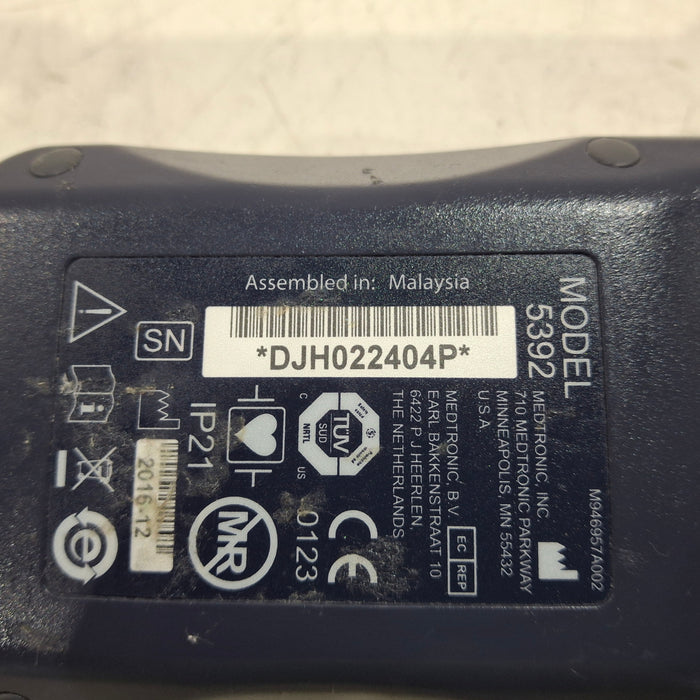 Assembled in: Malaysia
SN
*DJH022404P*
MODEL
5392
MEDTRONIC, INC.
710 MEDTRONIC PARKWAY
MINNEAPOLIS, MN 55432
U S A
MEDTRONIC, B.V.
EARL BAKKENSTRAAT 10
6422 P J HEERLEN
THE NETHERLANDS
EC REP
M946957A002
C
TÜV
SÜD
NRTL
US
IP21
2016-12
MR
0123
CE
e